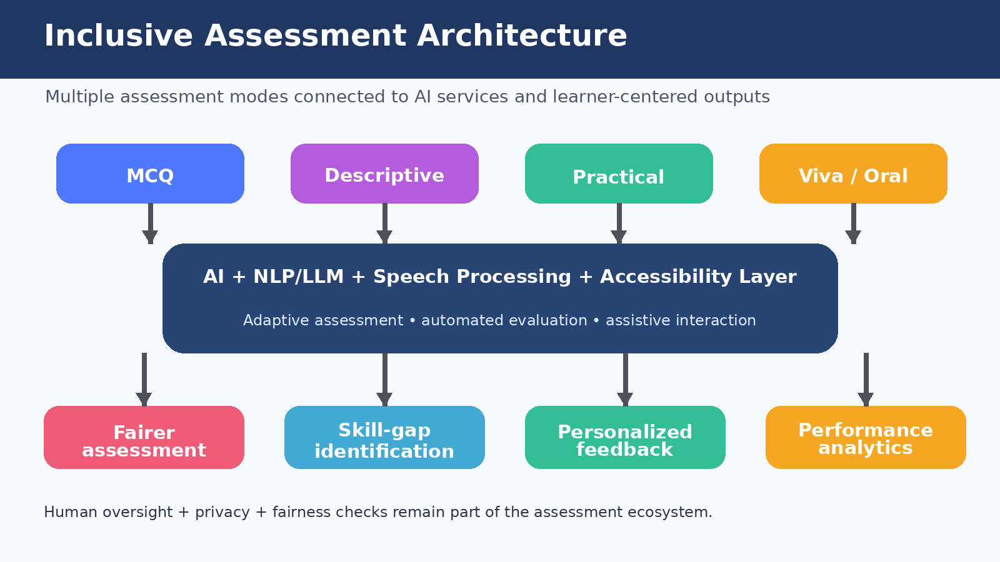 Inclusive Assessment Architecture
Multiple assessment modes connected to AI services and learner-centered outputs
MCQ
Descriptive
Practical
Viva / Oral
AI + NLP/LLM + Speech Processing + Accessibility Layer
Adaptive assessment • automated evaluation • assistive interaction
Fairer
assessment
Skill-gap
identification
Personalized
feedback
Performance
analytics
Human oversight + privacy + fairness checks remain part of the assessment ecosystem.